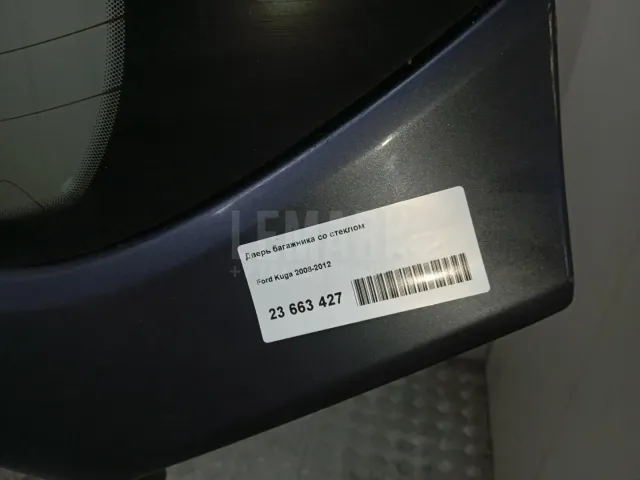 Дверь багажника со стеклом
Ford Kuga 2008-2012
23 663 427